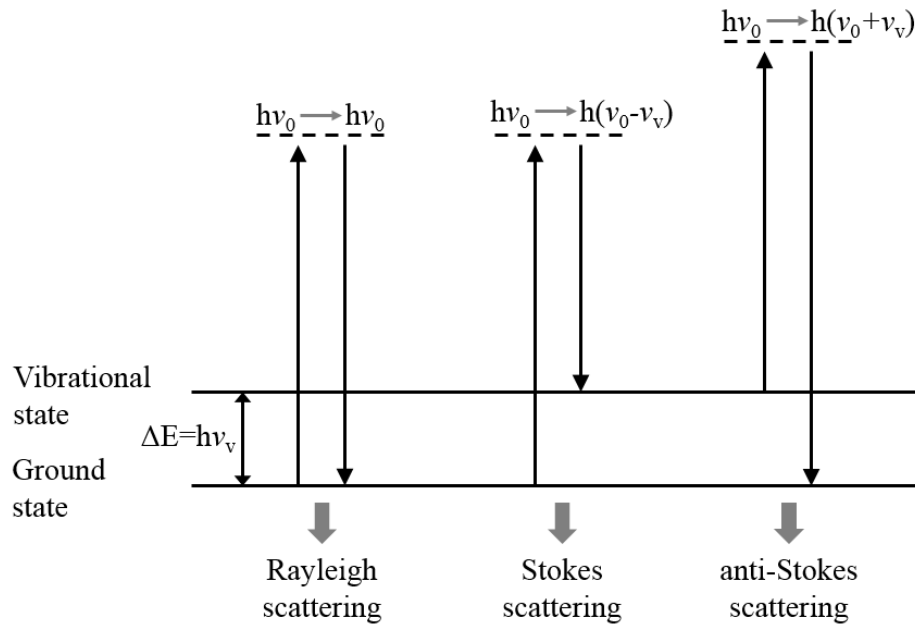 hν₀ → h(ν₀+νᵥ)
hν₀ → hν₀
hν₀ → h(ν₀-νᵥ)
Vibrational
state
ΔE=hνᵥ
Ground
state
Rayleigh
scattering
Stokes
scattering
anti-Stokes
scattering